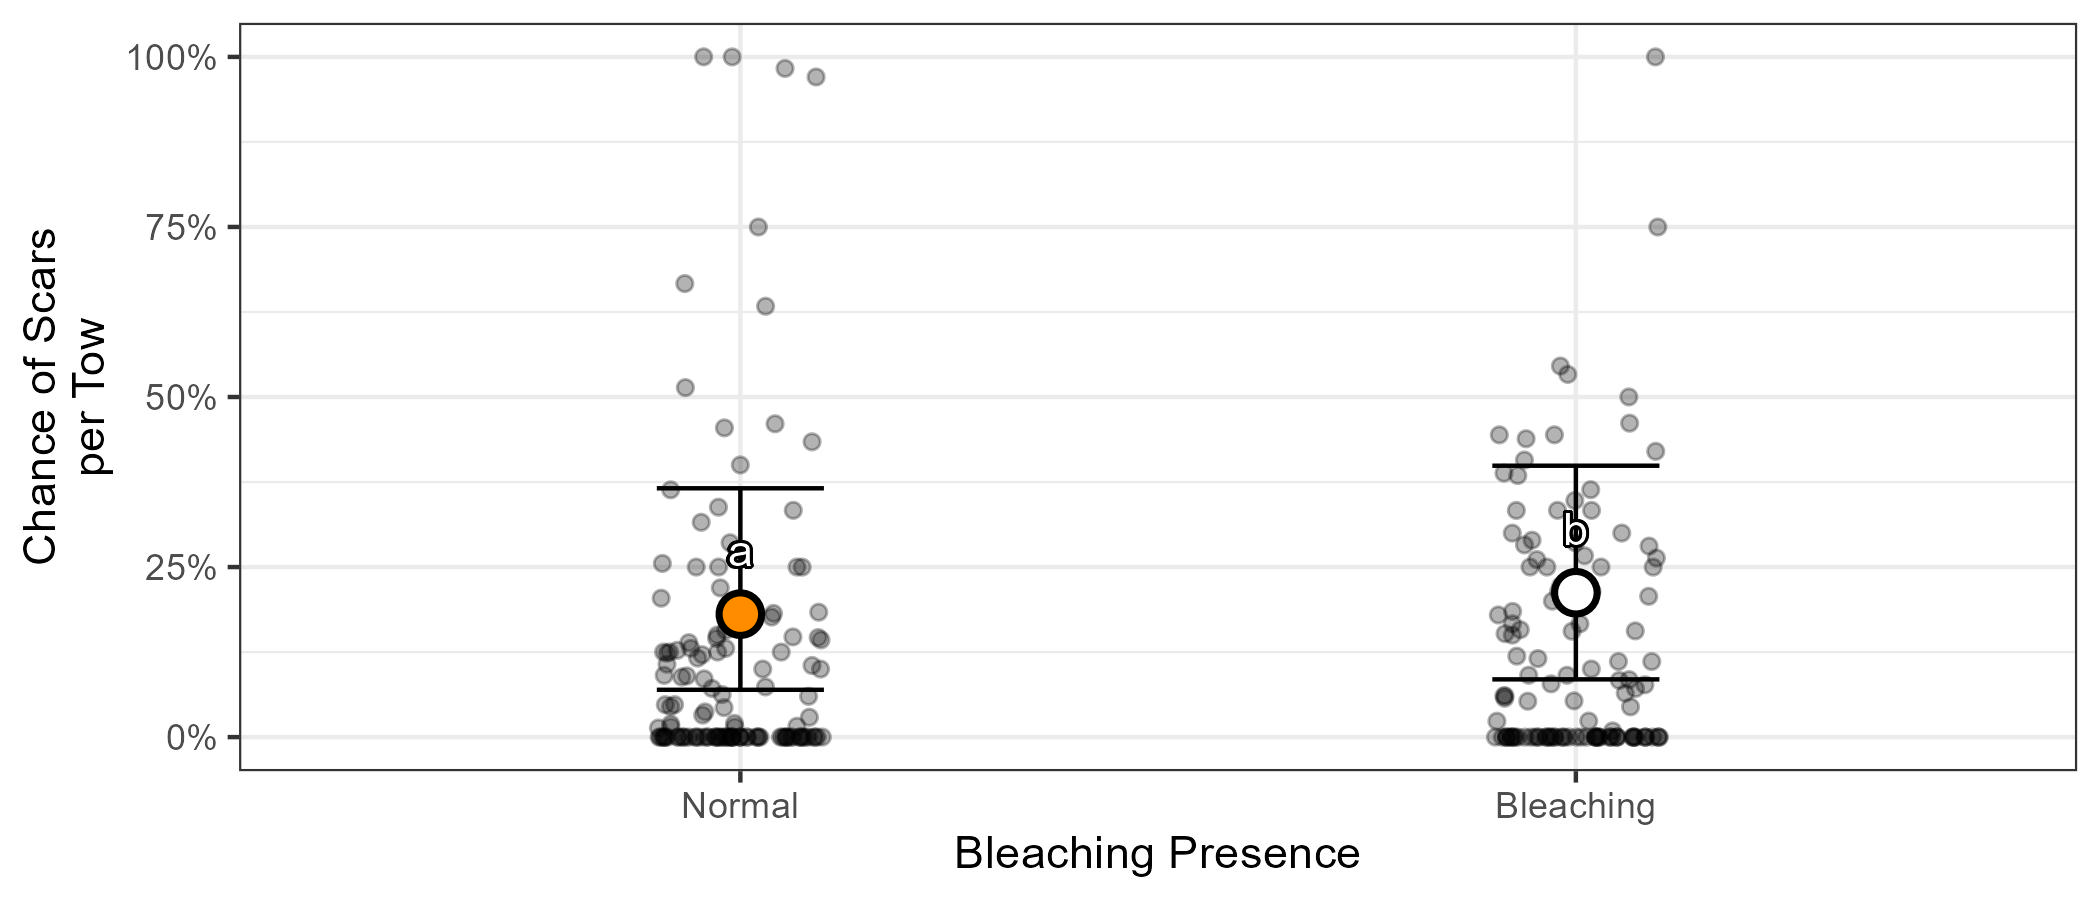 Chance of Scars
per Tow
100%
75%
50%
25%
0%
a
b
Normal
Bleaching
Bleaching Presence